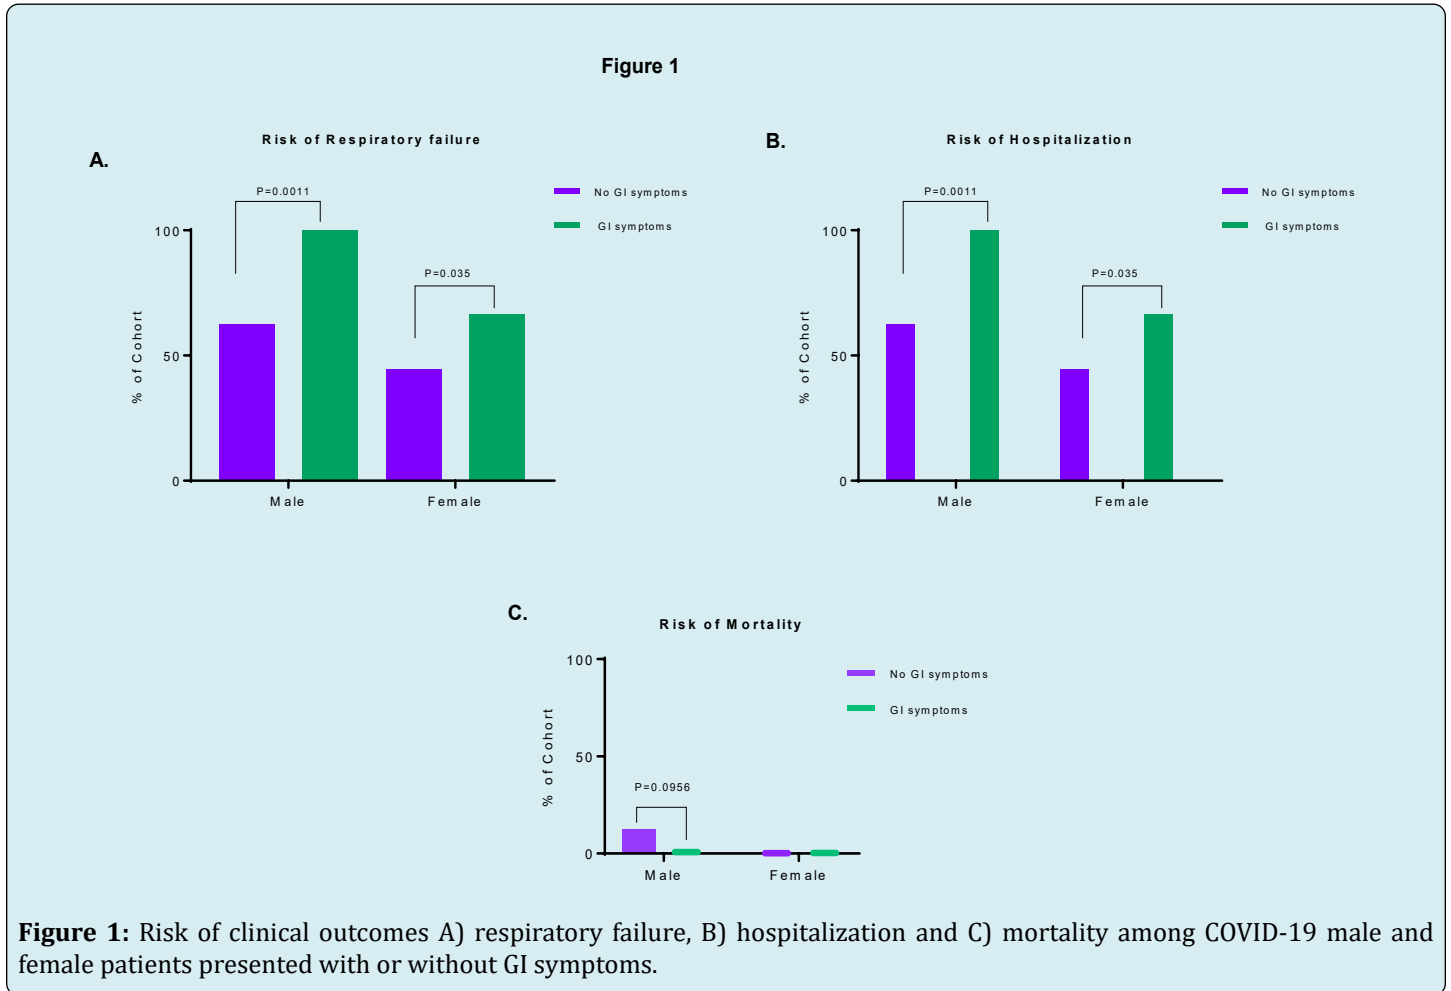 Figure 1
A.
Risk of Respiratory failure
P=0.0011
No GI symptoms
GI symptoms
P=0.035
100
50
0
% of Cohort
Male
Female
B.
Risk of Hospitalization
P=0.0011
No GI symptoms
GI symptoms
P=0.035
100
50
0
% of Cohort
Male
Female
C.
Risk of Mortality
No GI symptoms
GI symptoms
P=0.0956
100
50
0
% of Cohort
Male
Female
Figure 1: Risk of clinical outcomes A) respiratory failure, B) hospitalization and C) mortality among COVID-19 male and
female patients presented with or without GI symptoms.